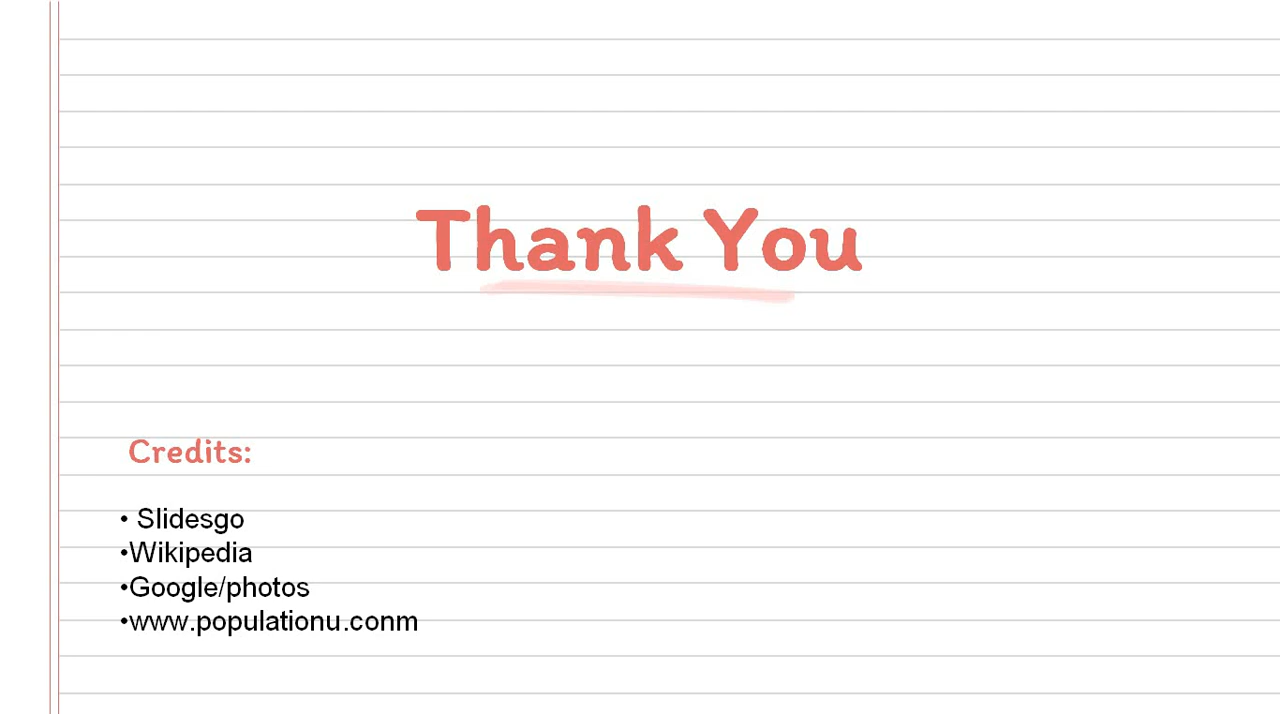 Thank You
Credits:
• Slidesgo
•Wikipedia
•Google/photos
•www.populationu.conm